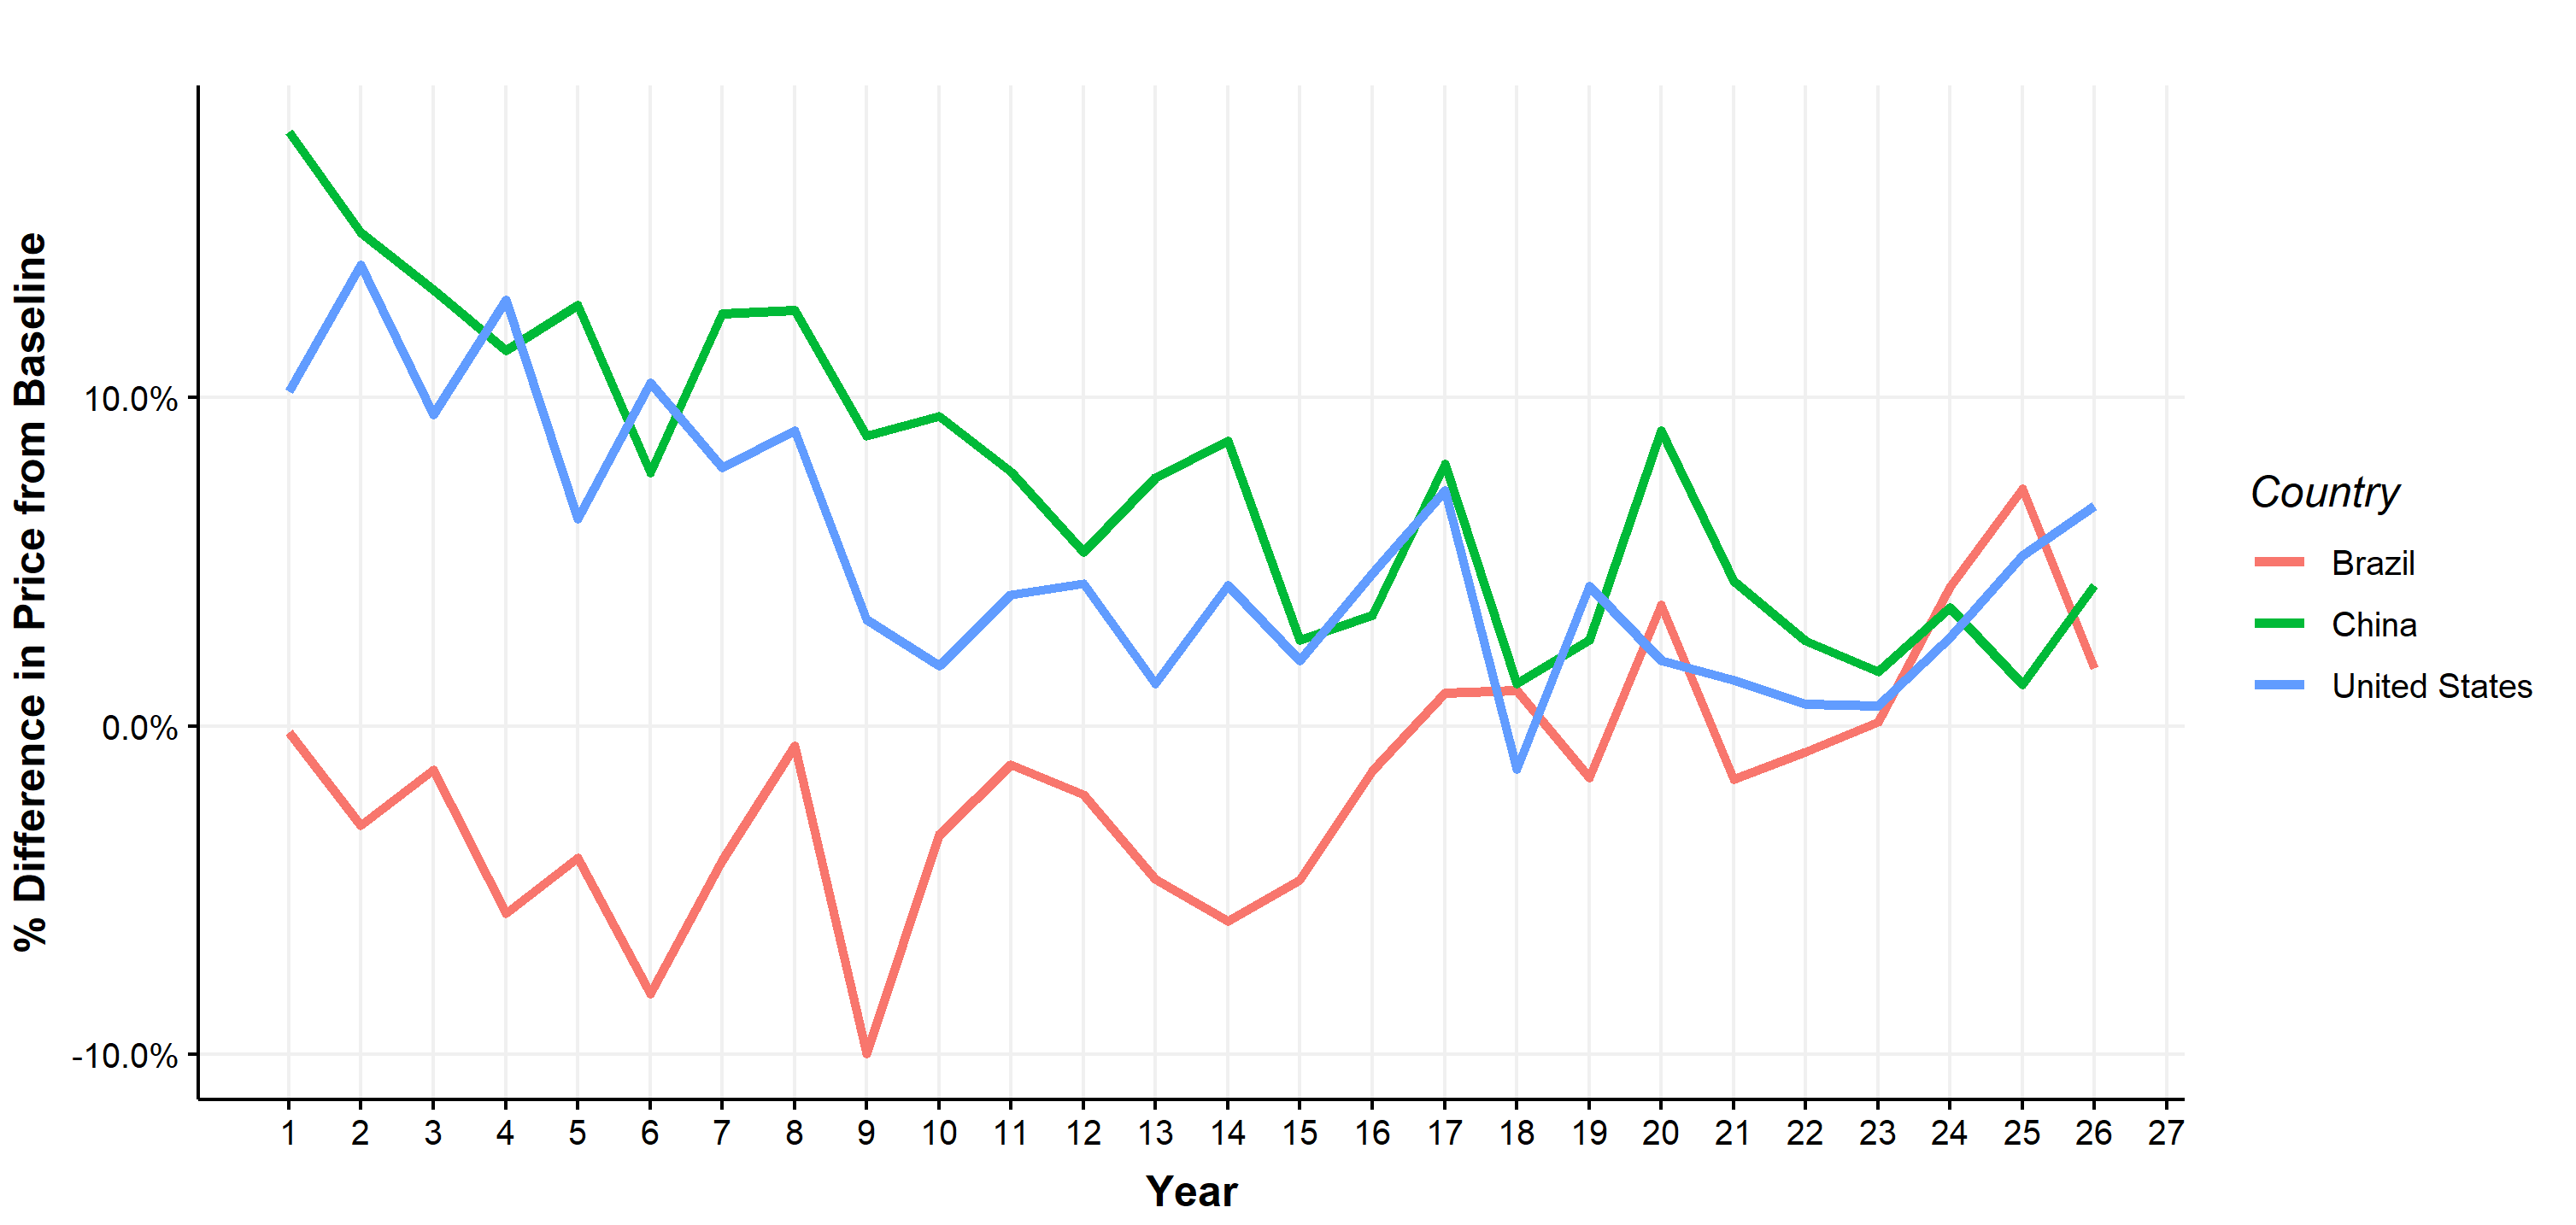 % Difference in Price from Baseline
10.0%
0.0%
-10.0%
1 2 3 4 5 6 7 8 9 10 11 12 13 14 15 16 17 18 19 20 21 22 23 24 25 26 27
Year
Country
Brazil
China
United States